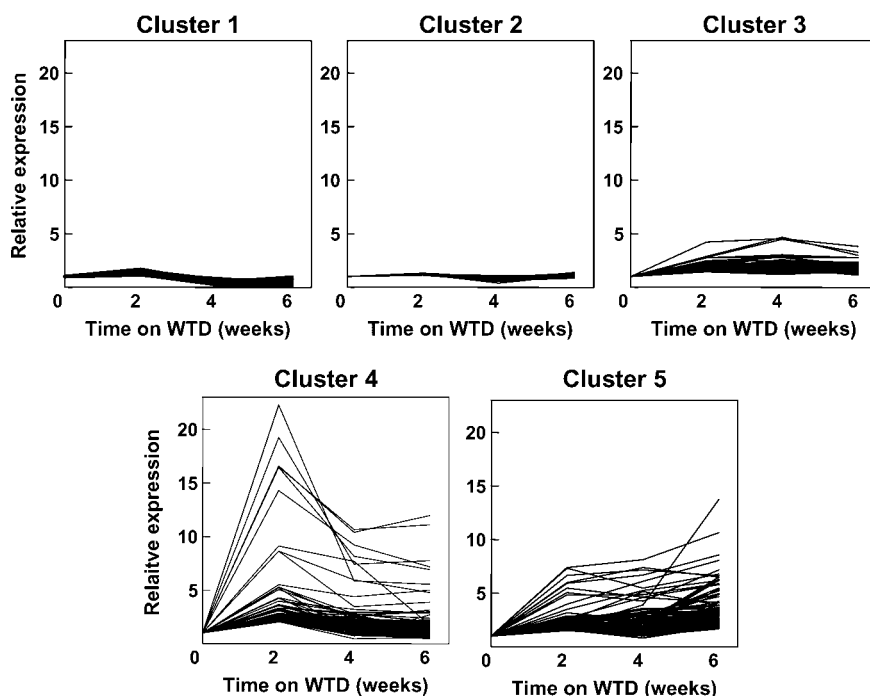 Cluster 1
Cluster 2
Cluster 3
Relative expression
20
15
10
5
20
15
10
5
20
15
10
5
0 2 4 6
0 2 4 6
0 2 4 6
Time on WTD (weeks)
Time on WTD (weeks)
Time on WTD (weeks)
Cluster 4
Cluster 5
Relaitve expression
20
15
10
5
20
15
10
5
0 2 4 6
0 2 4 6
Time on WTD (weeks)
Time on WTD (weeks)